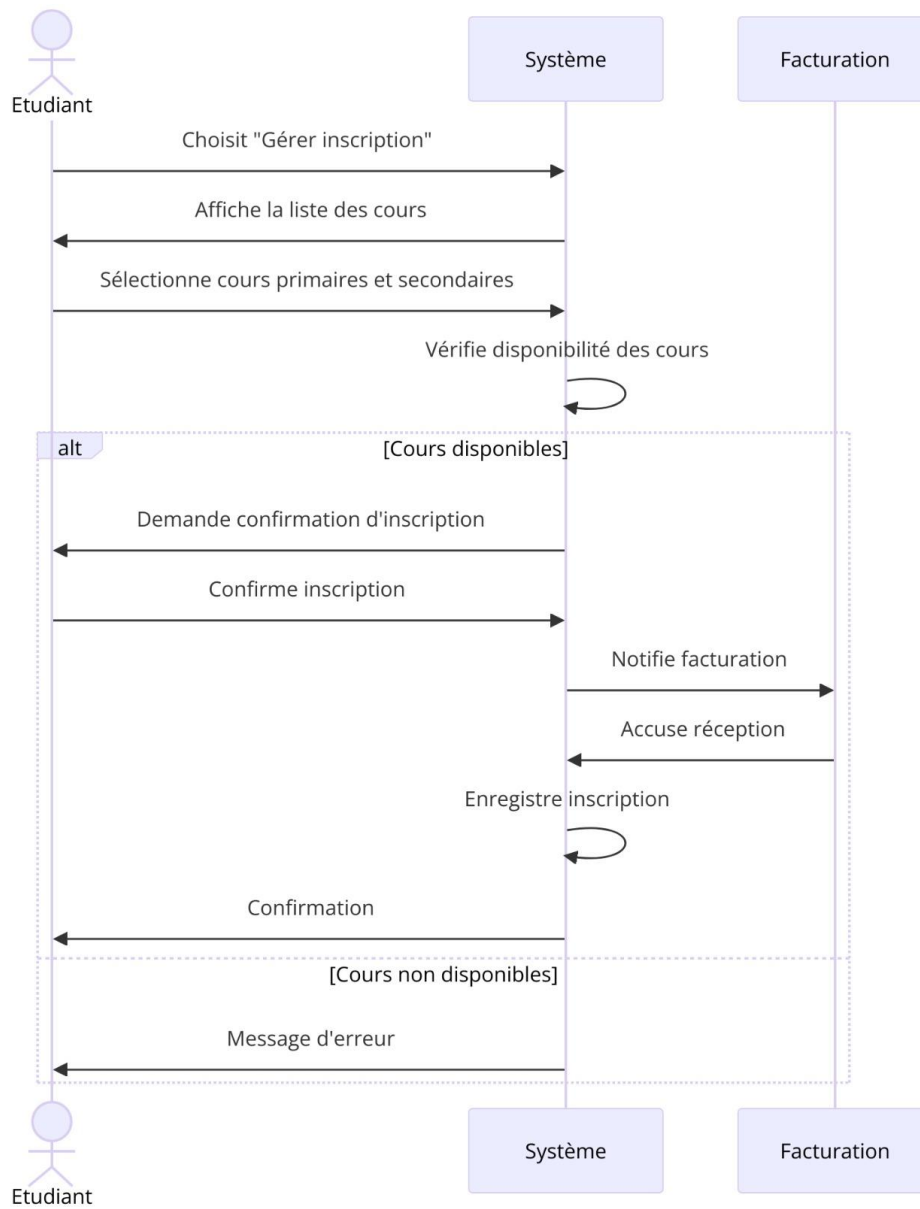 Système
Facturation
Etudiant
Choisit "Gérer inscription"
Affiche la liste des cours
Sélectionne cours primaires et secondaires
Vérifie disponibilité des cours
alt
[Cours disponibles]
Demande confirmation d'inscription
Confirme inscription
Notifie facturation
Accuse réception
Enregistre inscription
Confirmation
[Cours non disponibles]
Message d'erreur
Système
Facturation
Etudiant